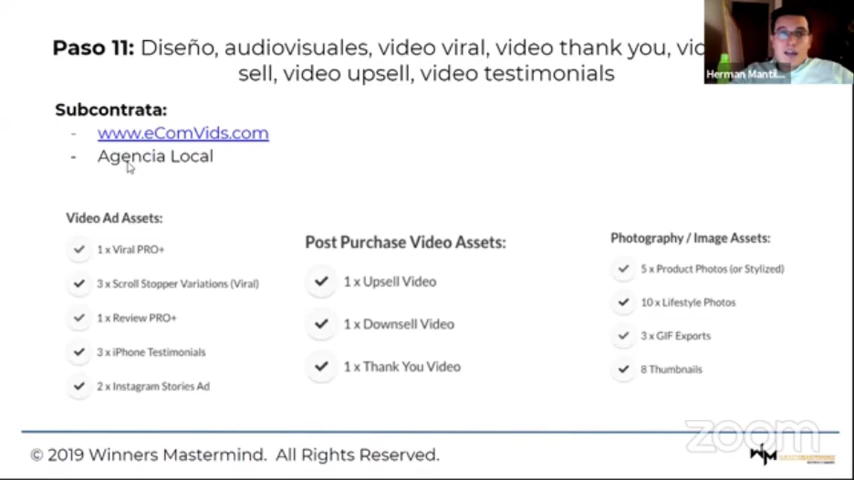 Paso 11: Diseño, audiovisuales, video viral, video thank you,
sell, video upsell, video testimonials
Herman Manti...
Subcontrata:
- www.eComVids.com
- Agencia Local
Video Ad Assets:
1 x Viral PRO+
3 x Scroll Stopper Variations (Viral)
1 x Review PRO+
3 x iPhone Testimonials
2 x Instagram Stories Ad
Post Purchase Video Assets:
1 x Upsell Video
1 x Downsell Video
1 x Thank You Video
Photography / Image Assets:
5 x Product Photos (or Stylized)
10 x Lifestyle Photos
3 x GIF Exports
8 Thumbnails
zoom
© 2019 Winners Mastermind. All Rights Reserved.
WM